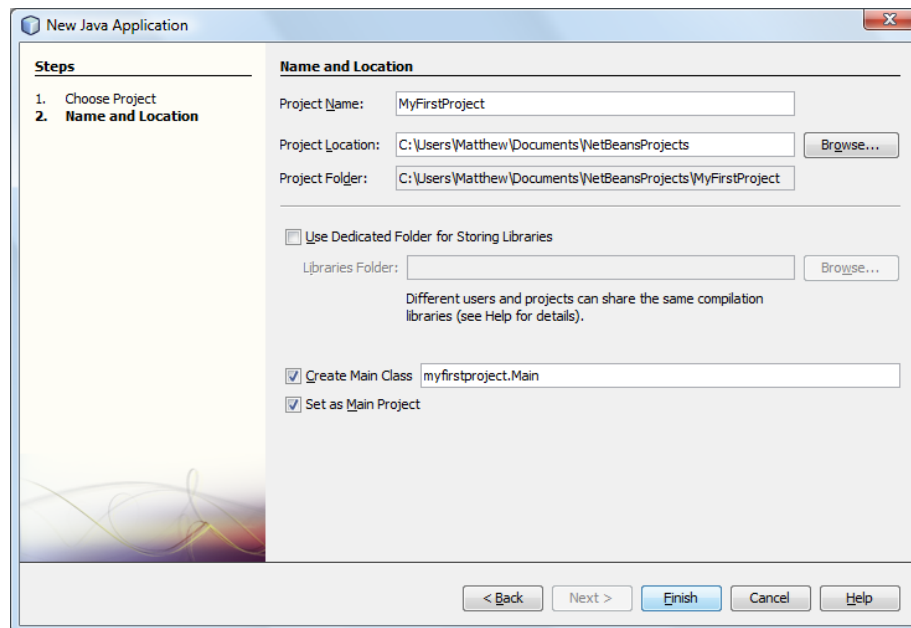 New Java Application
Steps
1. Choose Project
2. Name and Location
Name and Location
Project Name: MyFirstProject
Project Location: C:\Users\Matthew\Documents\NetBeansProjects Browse...
Project Folder: C:\Users\Matthew\Documents\NetBeansProjects\MyFirstProject
Use Dedicated Folder for Storing Libraries
Libraries Folder: Browse...
Different users and projects can share the same compilation
libraries (see Help for details).
Create Main Class myfirstproject.Main
Set as Main Project
< Back Next > Finish Cancel Help